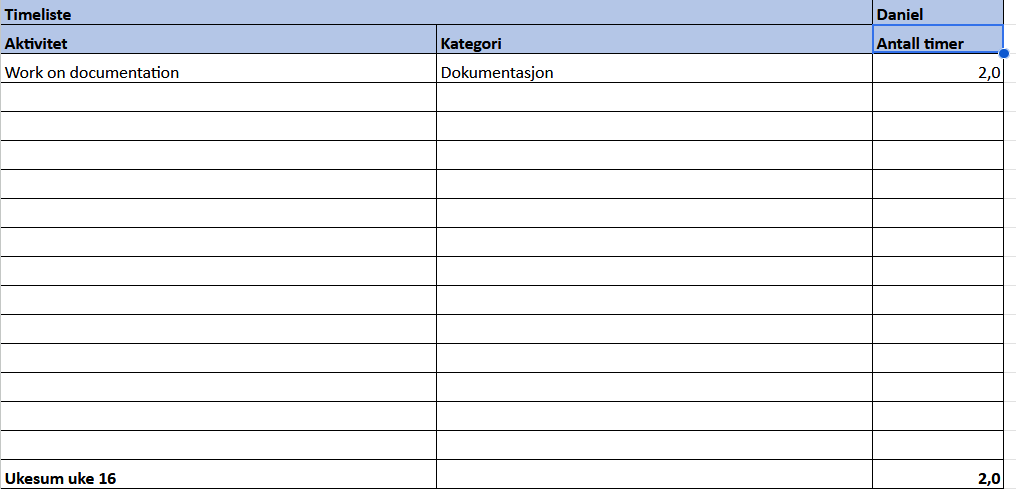 Timeliste Daniel
Aktivitet Kategori Antall timer
Work on documentation Dokumentasjon 2,0
Ukesum uke 16 2,0